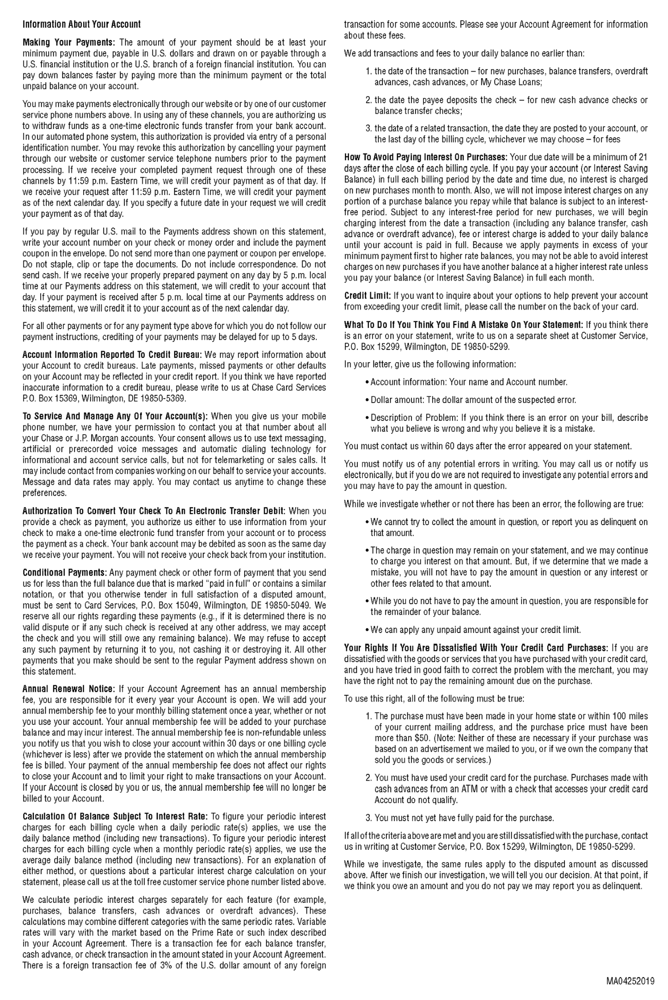 Information About Your Account
Making Your Payments: The amount of your payment should be at least your
minimum payment due, payable in U.S. dollars and drawn on or payable through a
U.S. financial institution or the U.S. branch of a foreign financial institution. You can
pay down balances faster by paying more than the minimum payment or the total
unpaid balance on your account.
You may make payments electronically through our website or by one of our customer
service phone numbers above. In using any of these channels, you are authorizing us
to withdraw funds as a one-time electronic funds transfer from your bank account.
In our automated phone system, this authorization is provided via entry of a personal
identification number. You may revoke this authorization by cancelling your payment
through our website or customer service telephone numbers prior to the payment
processing. If we receive your completed payment request through one of these
channels by 11:59 p.m. Eastern Time, we will credit your payment as of that day. If
we receive your request after 11:59 p.m. Eastern Time, we will credit your payment
as of the next calendar day. If you specify a future date in your request we will credit
your payment as of that day.
If you pay by regular U.S. mail to the Payments address shown on this statement,
write your account number on your check or money order and include the payment
coupon in the envelope. Do not send more than one payment or coupon per envelope.
Do not staple, clip or tape the documents. Do not include correspondence. Do not
send cash. If we receive your properly prepared payment on any day by 5 p.m. local
time at our Payments address on this statement, we will credit to your account that
day. If your payment is received after 5 p.m. local time at our Payments address on
this statement, we will credit it to your account as of the next calendar day.
For all other payments or for any payment type above for which you do not follow our
payment instructions, crediting of your payments may be delayed for up to 5 days.
Account Information Reported To Credit Bureau: We may report information about
your Account to credit bureaus. Late payments, missed payments or other defaults
on your Account may be reflected in your credit report. If you think we have reported
inaccurate information to a credit bureau, please write to us at Chase Card Services
P.O. Box 15369, Wilmington, DE 19850-5369.
To Service And Manage Any Of Your Account(s): When you give us your mobile
phone number, we have your permission to contact you at that number about all
your Chase or J.P. Morgan accounts. Your consent allows us to use text messaging,
artificial or prerecorded voice messages and automatic dialing technology for
informational and account service calls, but not for telemarketing or sales calls. It
may include contact from companies working on our behalf to service your accounts.
Message and data rates may apply. You may contact us anytime to change these
preferences.
Authorization To Convert Your Check To An Electronic Transfer Debit: When you
provide a check as payment, you authorize us either to use information from your
check to make a one-time electronic fund transfer from your account or to process
the payment as a check. Your bank account may be debited as soon as the same day
we receive your payment. You will not receive your check back from your institution.
Conditional Payments: Any payment check or other form of payment that you send
us for less than the full balance due that is marked “paid in full” or contains a similar
notation, or that you otherwise tender in full satisfaction of a disputed amount,
must be sent to Card Services, P.O. Box 15049, Wilmington, DE 19850-5049. We
reserve all our rights regarding these payments (e.g., if it is determined there is no
valid dispute or if any such check is received at any other address, we may accept
the check and you will still owe any remaining balance). We may refuse to accept
any such payment by returning it to you, not cashing it or destroying it. All other
payments that you make should be sent to the regular Payment address shown on
this statement.
Annual Renewal Notice: If your Account Agreement has an annual membership
fee, you are responsible for it every year your Account is open. We will add your
annual membership fee to your monthly billing statement once a year, whether or not
you use your account. Your annual membership fee will be added to your purchase
balance and may incur interest. The annual membership fee is non-refundable unless
you notify us that you wish to close your account within 30 days or one billing cycle
(whichever is less) after we provide the statement on which the annual membership
fee is billed. Your payment of the annual membership fee does not affect our rights
to close your Account and to limit your right to make transactions on your Account.
If your Account is closed by you or us, the annual membership fee will no longer be
billed to your Account.
Calculation Of Balance Subject To Interest Rate: To figure your periodic interest
charges for each billing cycle when a daily periodic rate(s) applies, we use the
daily balance method (including new transactions). To figure your periodic interest
charges for each billing cycle when a monthly periodic rate(s) applies, we use the
average daily balance method (including new transactions). For an explanation of
either method, or questions about a particular interest charge calculation on your
statement, please call us at the toll free customer service phone number listed above.
We calculate periodic interest charges separately for each feature (for example,
purchases, balance transfers, cash advances or overdraft advances). These
calculations may combine different categories with the same periodic rates. Variable
rates will vary with the market based on the Prime Rate or such index described
in your Account Agreement. There is a transaction fee for each balance transfer,
cash advance, or check transaction in the amount stated in your Account Agreement.
There is a foreign transaction fee of 3% of the U.S. dollar amount of any foreign
transaction for some accounts. Please see your Account Agreement for information
about these fees.
We add transactions and fees to your daily balance no earlier than:
1. the date of the transaction – for new purchases, balance transfers, overdraft
advances, cash advances, or My Chase Loans;
2. the date the payee deposits the check – for new cash advance checks or
balance transfer checks;
3. the date of a related transaction, the date they are posted to your account, or
the last day of the billing cycle, whichever we may choose – for fees
How To Avoid Paying Interest On Purchases: Your due date will be a minimum of 21
days after the close of each billing cycle. If you pay your account (or Interest Saving
Balance) in full each billing period by the date and time due, no interest is charged
on new purchases month to month. Also, we will not impose interest charges on any
portion of a purchase balance you repay while that balance is subject to an interest-
free period. Subject to any interest-free period for new purchases, we will begin
charging interest from the date a transaction (including any balance transfer, cash
advance or overdraft advance), fee or interest charge is added to your daily balance
until your account is paid in full. Because we apply payments in excess of your
minimum payment first to higher rate balances, you may not be able to avoid interest
charges on new purchases if you have another balance at a higher interest rate unless
you pay your balance (or Interest Saving Balance) in full each month.
Credit Limit: If you want to inquire about your options to help prevent your account
from exceeding your credit limit, please call the number on the back of your card.
What To Do If You Think You Find A Mistake On Your Statement: If you think there
is an error on your statement, write to us on a separate sheet at Customer Service,
P.O. Box 15299, Wilmington, DE 19850-5299.
In your letter, give us the following information:
• Account information: Your name and Account number.
• Dollar amount: The dollar amount of the suspected error.
• Description of Problem: If you think there is an error on your bill, describe
what you believe is wrong and why you believe it is a mistake.
You must contact us within 60 days after the error appeared on your statement.
You must notify us of any potential errors in writing. You may call us or notify us
electronically, but if you do we are not required to investigate any potential errors and
you may have to pay the amount in question.
While we investigate whether or not there has been an error, the following are true:
• We cannot try to collect the amount in question, or report you as delinquent on
that amount.
• The charge in question may remain on your statement, and we may continue
to charge you interest on that amount. But, if we determine that we made a
mistake, you will not have to pay the amount in question or any interest or
other fees related to that amount.
• While you do not have to pay the amount in question, you are responsible for
the remainder of your balance.
• We can apply any unpaid amount against your credit limit.
Your Rights If You Are Dissatisfied With Your Credit Card Purchases: If you are
dissatisfied with the goods or services that you have purchased with your credit card,
and you have tried in good faith to correct the problem with the merchant, you may
have the right not to pay the remaining amount due on the purchase.
To use this right, all of the following must be true:
1. The purchase must have been made in your home state or within 100 miles
of your current mailing address, and the purchase price must have been
more than $50. (Note: Neither of these are necessary if your purchase was
based on an advertisement we mailed to you, or if we own the company that
sold you the goods or services.)
2. You must have used your credit card for the purchase. Purchases made with
cash advances from an ATM or with a check that accesses your credit card
Account do not qualify.
3. You must not yet have fully paid for the purchase.
If all of the criteria above are met and you are still dissatisfied with the purchase, contact
us in writing at Customer Service, P.O. Box 15299, Wilmington, DE 19850-5299.
While we investigate, the same rules apply to the disputed amount as discussed
above. After we finish our investigation, we will tell you our decision. At that point, if
we think you owe an amount and you do not pay we may report you as delinquent.
MA04252019